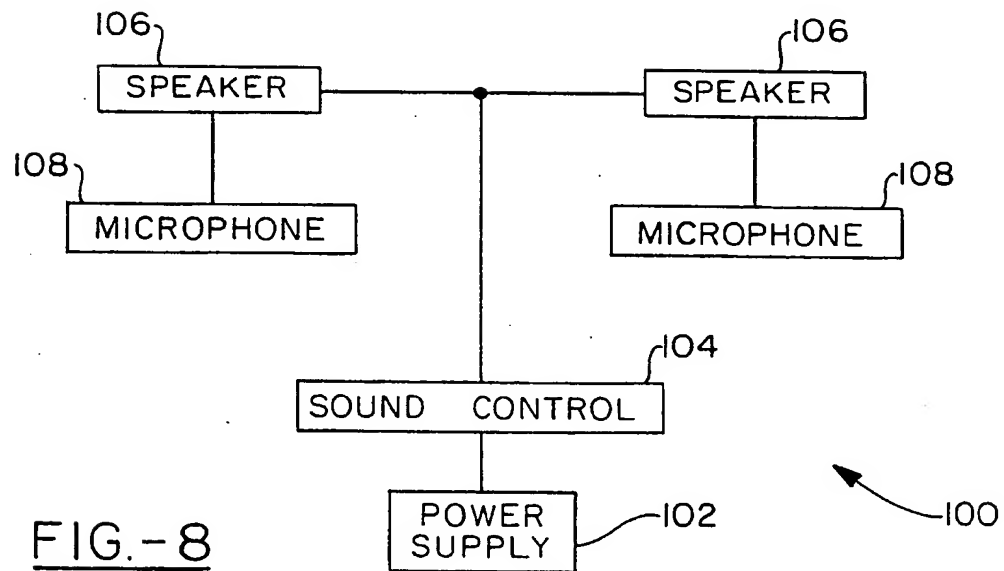 106 106
SPEAKER SPEAKER
108 108
MICROPHONE MICROPHONE
104
SOUND CONTROL
POWER
SUPPLY
102
100
FIG.-8